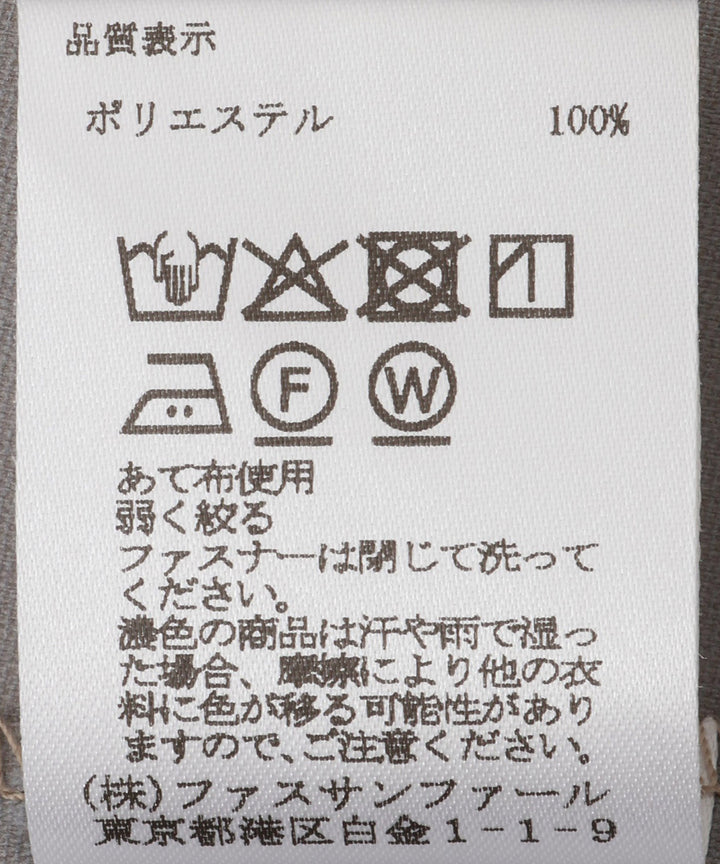 品質表示
ポリエステル 100%
F W
あて布使用
弱く絞る
ファスナーは閉じて洗って
ください。
濃色の商品は汗や雨で湿っ
た場合、摩擦により他の衣
料に色が移る可能性があり
ますので、ご注意ください。
(株)ファスサンファール
東京都港区白金1-1-9